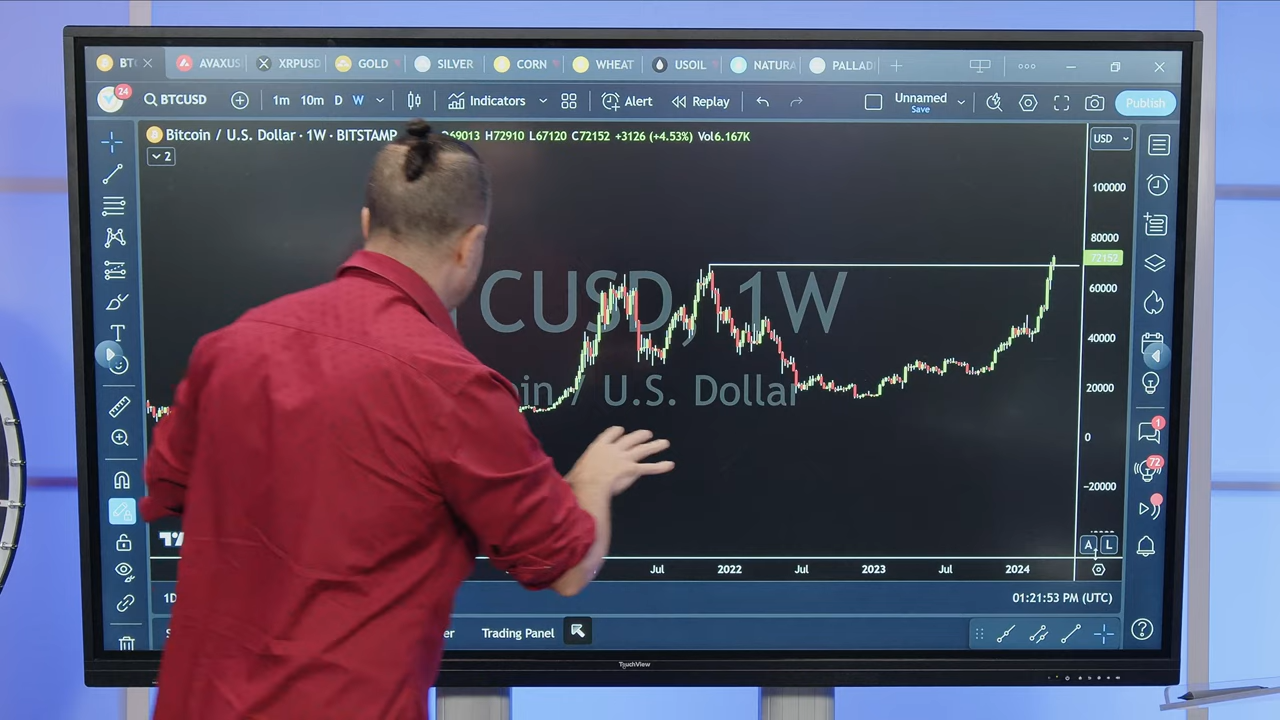 BT AVAXUS XRPUSD GOLD SILVER CORN WHEAT USOIL NATURA PALLAD
24
BTCUSD 1m 10m D W Indicators Alert Replay Unnamed Save Publish
Bitcoin / U.S. Dollar · 1W · BITSTAMP 69013 H72910 L67120 C72152 +3126 (+4.53%) Vol6.167K
USD
2
100000
80000
72152
60000
CUSD, 1W
40000
in / U.S. Dollar
20000
0
1
72
−20000
A L
Jul 2022 Jul 2023 Jul 2024
1D 01:21:53 PM (UTC)
er Trading Panel
TouchView